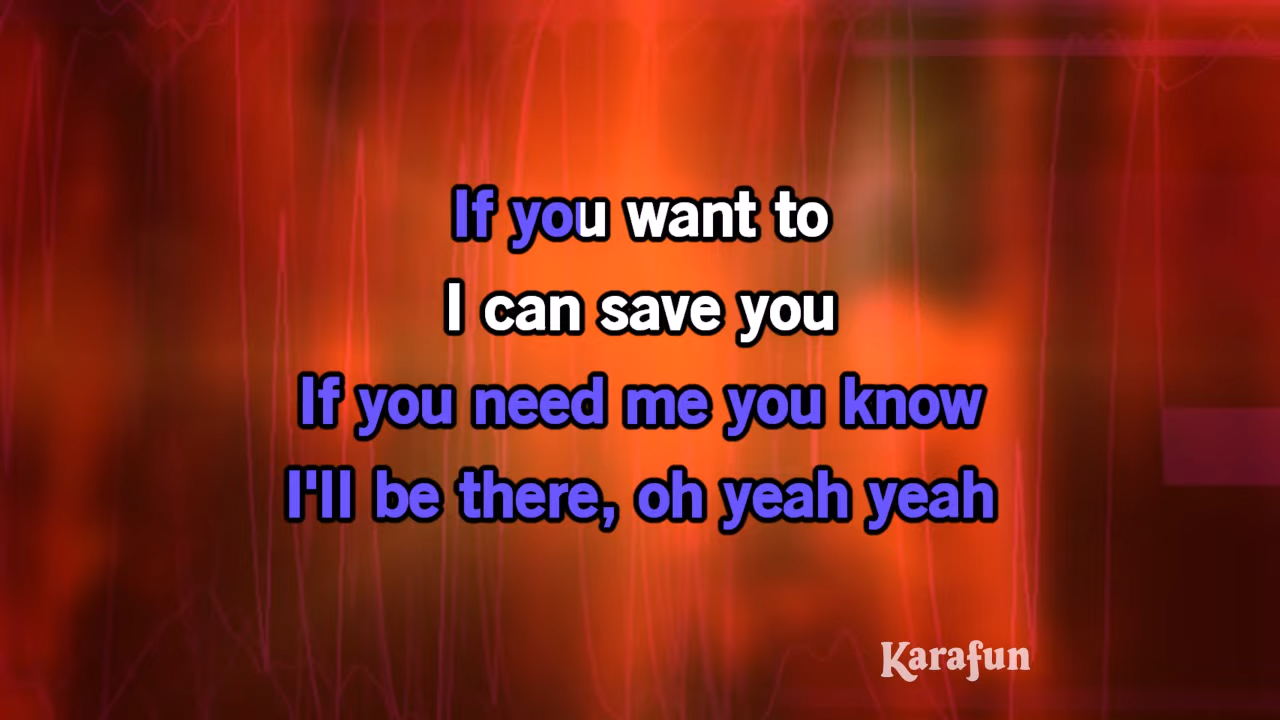 If you want to
I can save you
If you need me you know
I'll be there, oh yeah yeah
Karafun